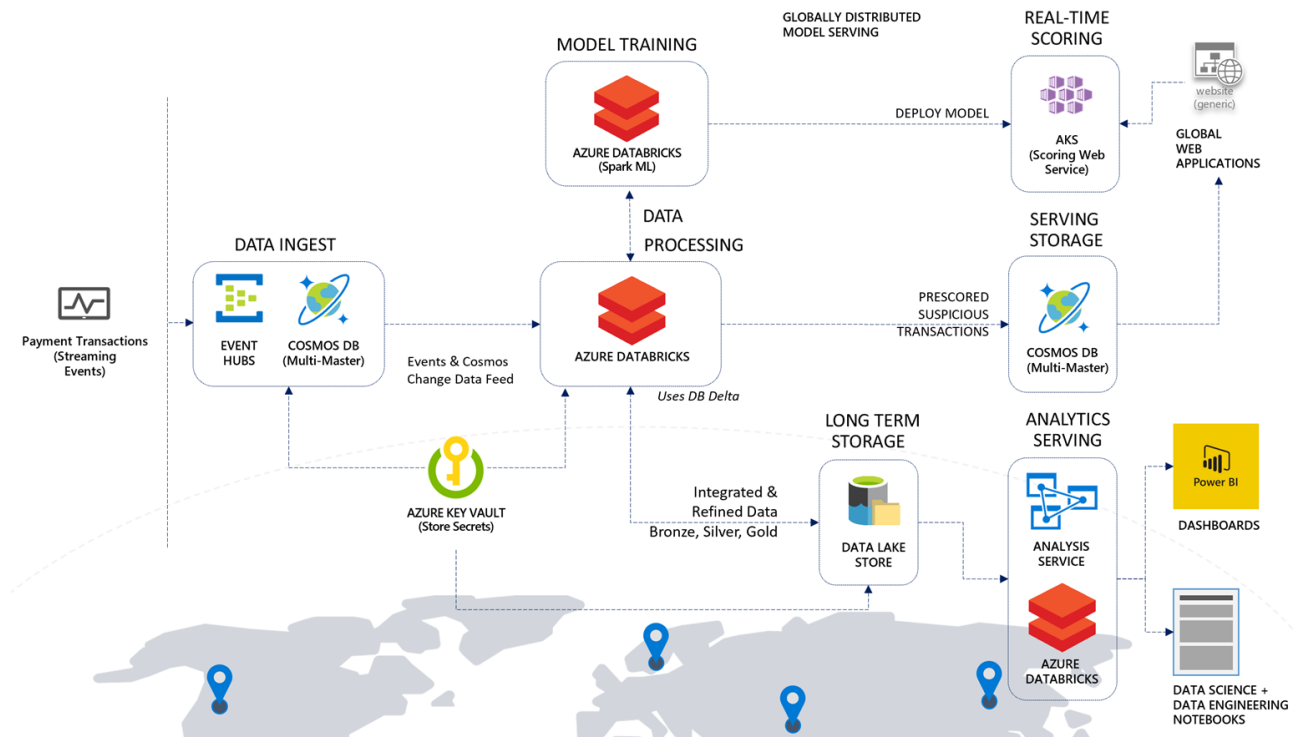 GLOBALLY DISTRIBUTED
MODEL SERVING
REAL-TIME
SCORING
MODEL TRAINING
AZURE DATABRICKS
(Spark ML)
DEPLOY MODEL
AKS
(Scoring Web
Service)
website
(generic)
GLOBAL
WEB
APPLICATIONS
DATA
PROCESSING
DATA INGEST
EVENT
HUBS
COSMOS DB
(Multi-Master)
Payment Transactions
(Streaming
Events)
Events & Cosmos
Change Data Feed
AZURE DATABRICKS
Uses DB Delta
PRESCORED
SUSPICIOUS
TRANSACTIONS
SERVING
STORAGE
COSMOS DB
(Multi-Master)
AZURE KEY VAULT
(Store Secrets)
Integrated &
Refined Data
Bronze, Silver, Gold
LONG TERM
STORAGE
DATA LAKE
STORE
ANALYTICS
SERVING
ANALYSIS
SERVICE
AZURE
DATABRICKS
Power BI
DASHBOARDS
DATA SCIENCE +
DATA ENGINEERING
NOTEBOOKS